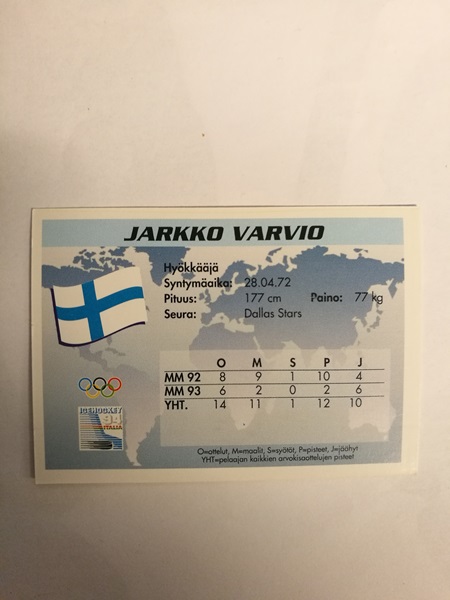 JARKKO VARVIO
Hyökkääjä
Syntymäaika: 28.04.72
Pituus: 177 cm Paino: 77 kg
Seura: Dallas Stars
O M S P J
MM 92 8 9 1 10 4
MM 93 6 2 0 2 6
YHT. 14 11 1 12 10
ICEHOCKEY
ITALIA
O=ottelut, M=maalit, S=syötöt, P=pisteet, J=jäähyt
YHT=pelaajan kaikkien arvokisaottelujen pisteet